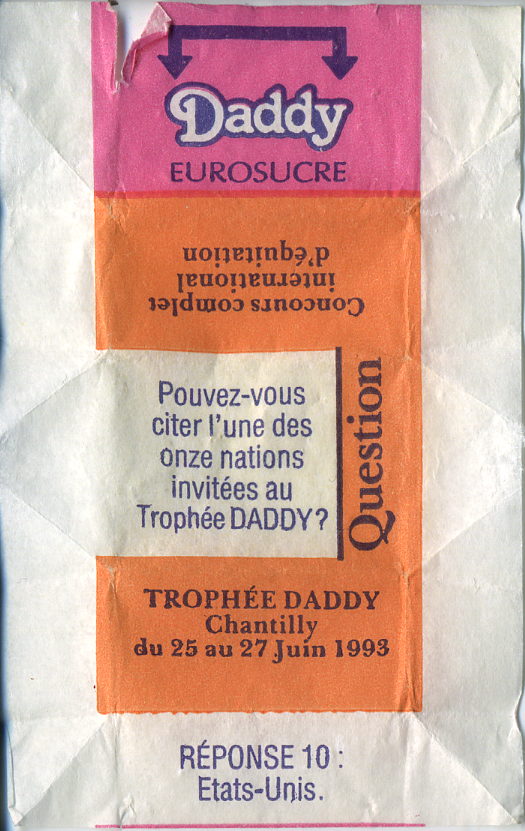 Daddy
EUROSUCRE
Concours complet
international
d'équitation
Pouvez-vous
citer l'une des
onze nations
invitées au
Trophée DADDY?
Question
TROPHÉE DADDY
Chantilly
du 25 au 27 Juin 1993
RÉPONSE 10 :
Etats-Unis.